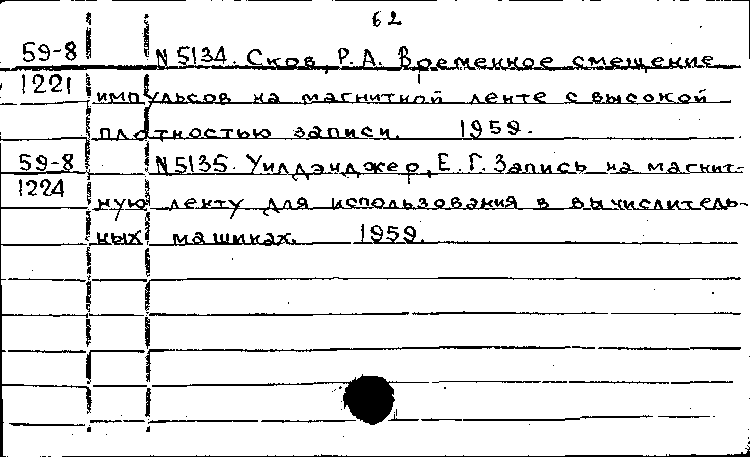 62
59-8 N 5134. Сков, Р.А. Временное смещение
1221 импульсов на магнитной ленте с высокой
плотностью записи. 1959.
59-8 N 5135. Уилдэнджер, Е.Г. Запись на магнит-
1224
ную ленту для использования в вычислитель-
ных машинах. 1959.